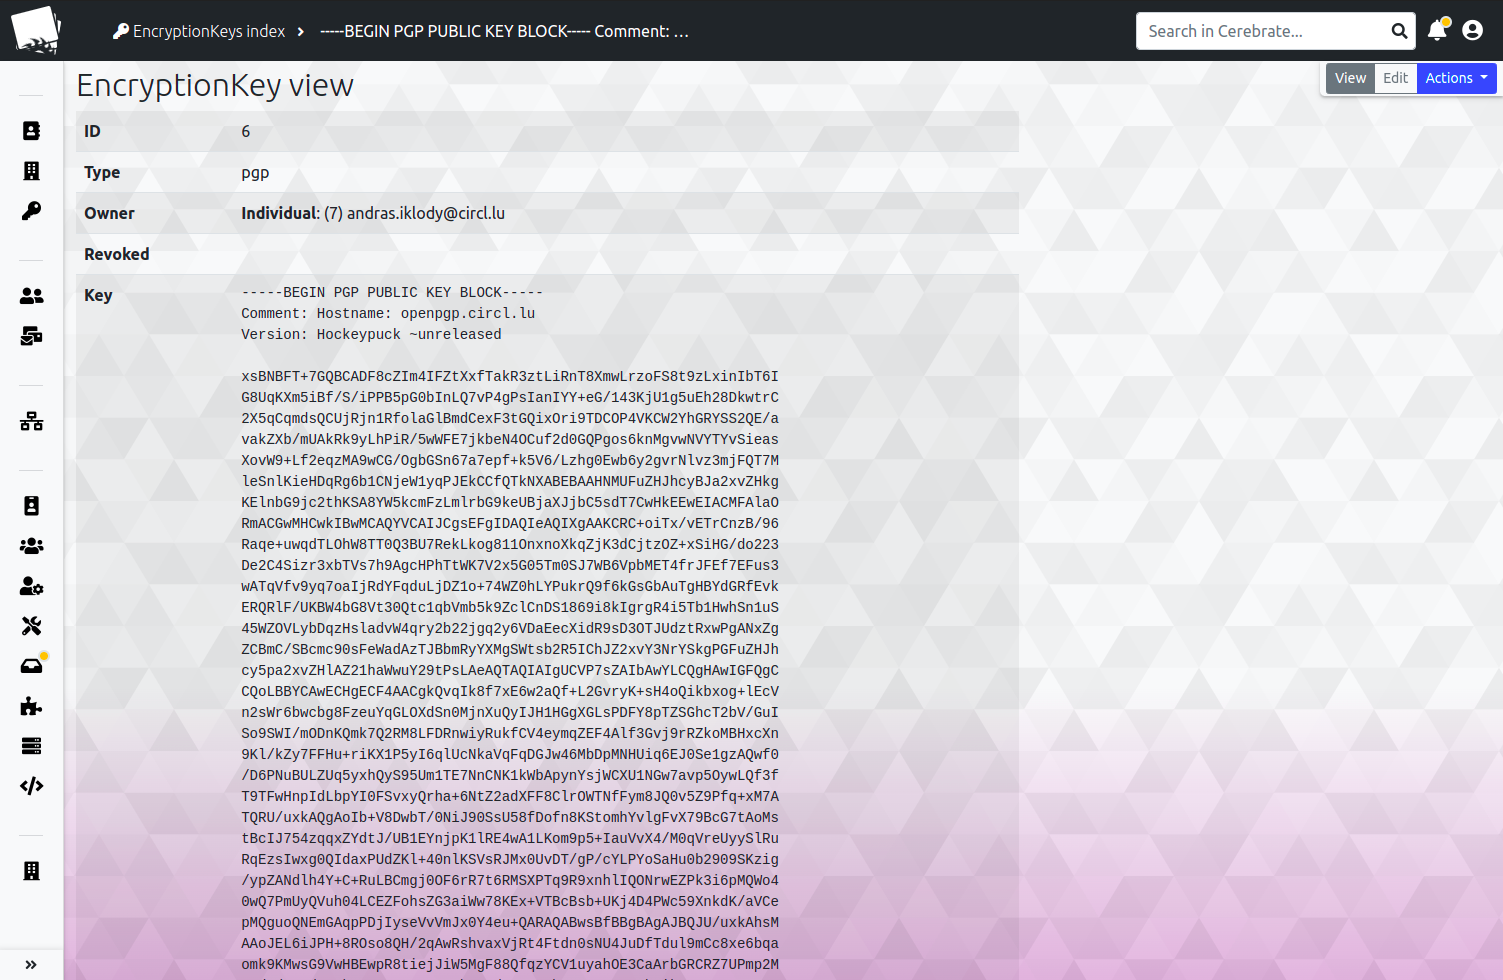 EncryptionKeys index
-----BEGIN PGP PUBLIC KEY BLOCK----- Comment: …
Search in Cerebrate...
EncryptionKey view
View
Edit
Actions
ID 6
Type pgp
Owner Individual: (7) andras.iklody@circl.lu
Revoked
Key
-----BEGIN PGP PUBLIC KEY BLOCK-----
Comment: Hostname: openpgp.circl.lu
Version: Hockeypuck ~unreleased
xsBNBFT+7GQBCADF8cZIm4IFZtXxfTakR3ztLiRnT8XmwLrzoFS8t9zLxinIbT6I
G8UqKXm5iBf/S/iPPB5pG0bInLQ7vP4gPsIanIYY+eG/143KjU1g5uEh28DkwtrC
2X5qCqmdsQCUjRjn1RfolaGlBmdCexF3tGQixOri9TDCOP4VKCW2YhGRYSS2QE/a
vakZXb/mUAkRk9yLhPiR/5wWFE7jkbeN4OCuf2d0GQPgos6knMgvwNVYTYvSieas
XovW9+Lf2eqzMA9wCG/OgbGSn67a7epf+k5V6/Lzhg0Ewb6y2gvrNlvz3mjFQT7M
leSnlKieHDqRg6b1CNjeW1yqPJEkCCfQTkNXABEBAAHNMUFuZHJhcyBJa2xvZHkg
KElnbG9jc2thKSA8YW5kcmFzLmlrbG9keUBjaXJjbC5sdT7CwHkEEwEIACMFAlaO
RmACGwMHCwkIBwMCAQYVCAIJCgsEFgIDAQIeAQIXgAAKCRC+oiTx/vETrCnzB/96
Raqe+uwqdTLOhW8TT0Q3BU7RekLkog811OnxnoXkqZjK3dCjtzOZ+xSiHG/do223
De2C4Sizr3xbTVs7h9AgcHPhTtWK7V2x5G05Tm0SJ7WB6VpbMET4frJFEf7EFus3
wATqVfv9yq7oaIjRdYFqduLjDZ1o+74WZ0hLYPukrQ9f6kGsGbAuTgHBYdGRfEvk
ERQRlF/UKBW4bG8Vt30Qtc1qbVmb5k9ZclCnDS1869i8kIgrgR4i5Tb1HwhSn1uS
45WZOVLybDqzHsladvW4qry2b22jgq2y6VDaEecXidR9sD3OTJUdztRxwPgANxZg
ZCBmC/SBcmc90sFeWadAzTJBbmRyYXMgSWtsb2R5IChJZ2xvY3NrYSkgPGFuZHJh
cy5pa2xvZHlAZ21haWwuY29tPsLAeAQTAQIAIgUCVP7sZAIbAwYLCQgHAwIGFQgC
CQoLBBYCAwECHgECF4AACgkQvqIk8f7xE6w2aQf+L2GvryK+sH4oQikbxog+lEcV
n2sWr6bwcbg8FzeuYqGLOXdSn0MjnXuQyIJH1HGgXGLsPDFY8pTZSGhcT2bV/GuI
So9SWI/mODnKQmk7Q2RM8LFDRnwiyRukfCV4eymqZEF4Alf3Gvj9rRZkoMBHxcXn
9Kl/kZy7FFHu+riKX1P5yI6qlUcNkaVqFqDGJw46MbDpMNHUiq6EJ0Se1gzAQwf0
/D6PNuBULZUq5yxhQyS95Um1TE7NnCNK1kWbApynYsjWCXU1NGw7avp5OywLQf3f
T9TFwHnpIdLbpYI0FSvxyQrha+6NtZ2adXFF8ClrOWTNfFym8JQ0v5Z9Pfq+xM7A
TQRU/uxkAQgAoIb+V8DwbT/0NiJ90SsU58fDofn8KStomhYvlgFvX79BcG7tAoMs
tBcIJ754zqqxZYdtJ/UB1EYnjpK1lRE4wA1LKom9p5+IauVvX4/M0qVreUyySlRu
RqEzsIwxg0QIdaxPUdZKl+40nlKSVsRJMx0UvDT/gP/cYLPYoSaHu0b2909SKzig
/ypZANdlh4Y+C+RuLBCmgj0OF6rR7t6RMSXPTq9R9xnhlIQONrwEZPk3i6pMQWo4
0wQ7PmUyQVuh04LCEZFohsZG3aiWw78KEx+VTBcBsb+UKj4D4PWc59XnkdK/aVCe
pMQguoQNEmGAqpPDjIyseVvVmJx0Y4eu+QARAQABwsBfBBgBAgAJBQJU/uxkAhsM
AAoJEL6iJPH+8ROso8QH/2qAwRshvaxVjRt4Ftdn0sNU4JuDfTdul9mCc8xe6bqa
omk9KMwsG9VwHBEwpR8tiejJiW5MgF88QfqzYCV1uyahOE3CaArbGRCRZ7UPmp2M